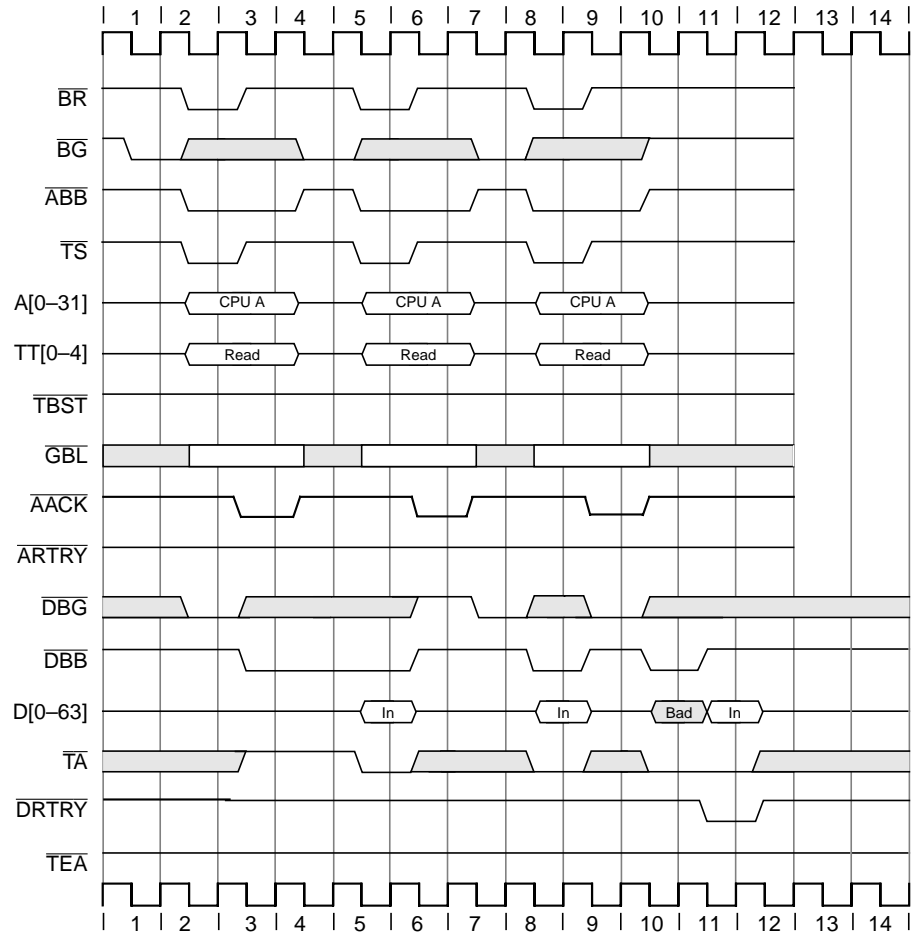 1 2 3 4 5 6 7 8 9 10 11 12 13 14
BR
BG
ABB
TS
A[0–31] CPU A CPU A CPU A
TT[0–4] Read Read Read
TBST
GBL
AACK
ARTRY
DBG
DBB
D[0–63] In In Bad In
TA
DRTRY
TEA
1 2 3 4 5 6 7 8 9 10 11 12 13 14